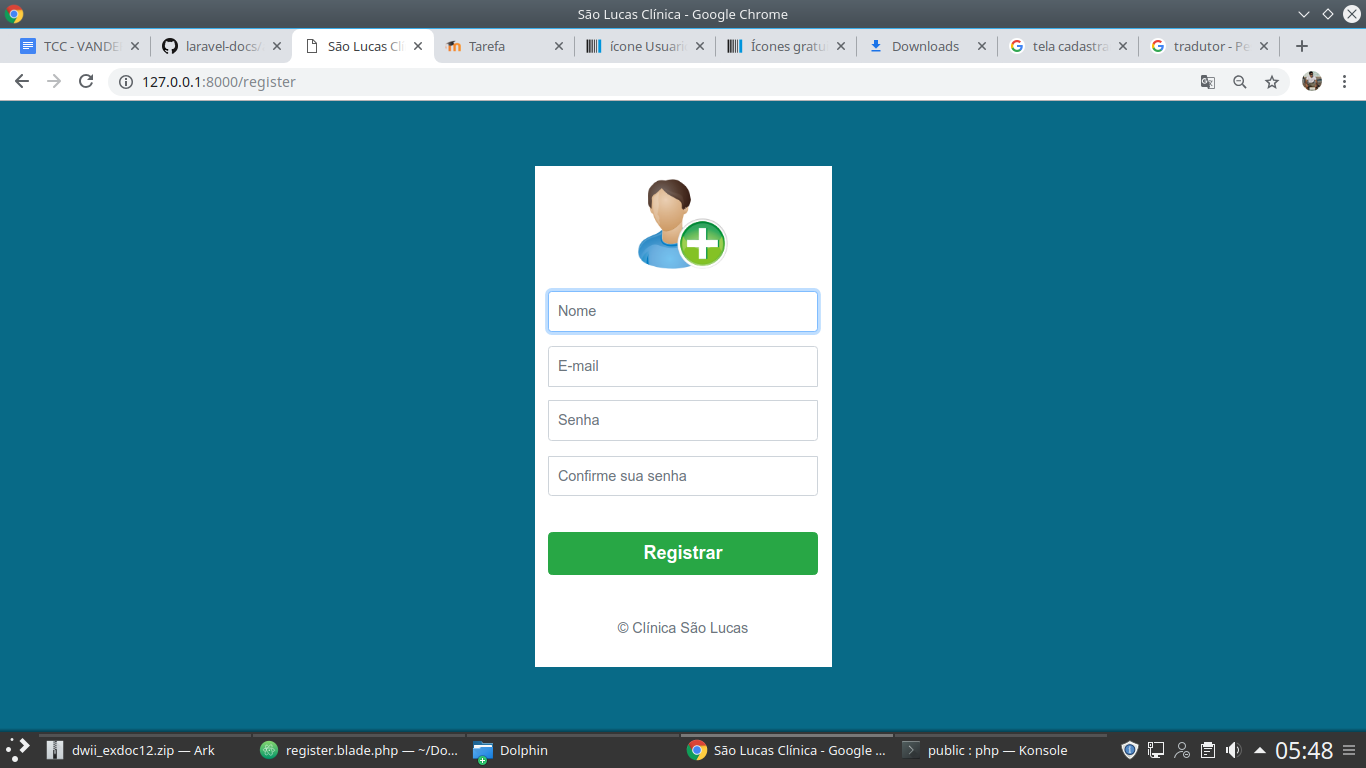 São Lucas Clínica - Google Chrome
TCC - VANDE
laravel-docs/
São Lucas Cl
Tarefa
ícone Usuari
Ícones gratu
Downloads
tela cadastra
tradutor - Pe
127.0.0.1:8000/register
Nome
E-mail
Senha
Confirme sua senha
Registrar
© Clínica São Lucas
dwii_exdoc12.zip — Ark
register.blade.php — ~/Do...
Dolphin
São Lucas Clínica - Google ...
public : php — Konsole
05:48